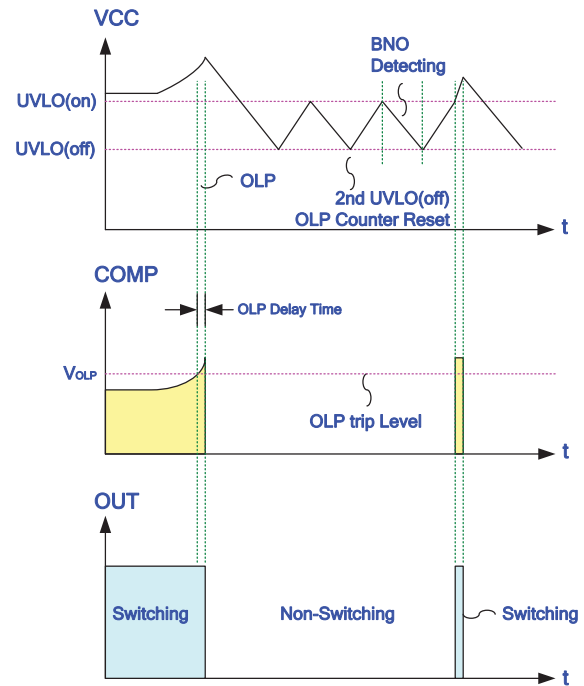 VCC
BNO
Detecting
UVLO(on)
UVLO(off)
OLP
2nd UVLO(off)
OLP Counter Reset
t
COMP
OLP Delay Time
VOLP
OLP trip Level
t
OUT
Switching
Non-Switching
Switching
t